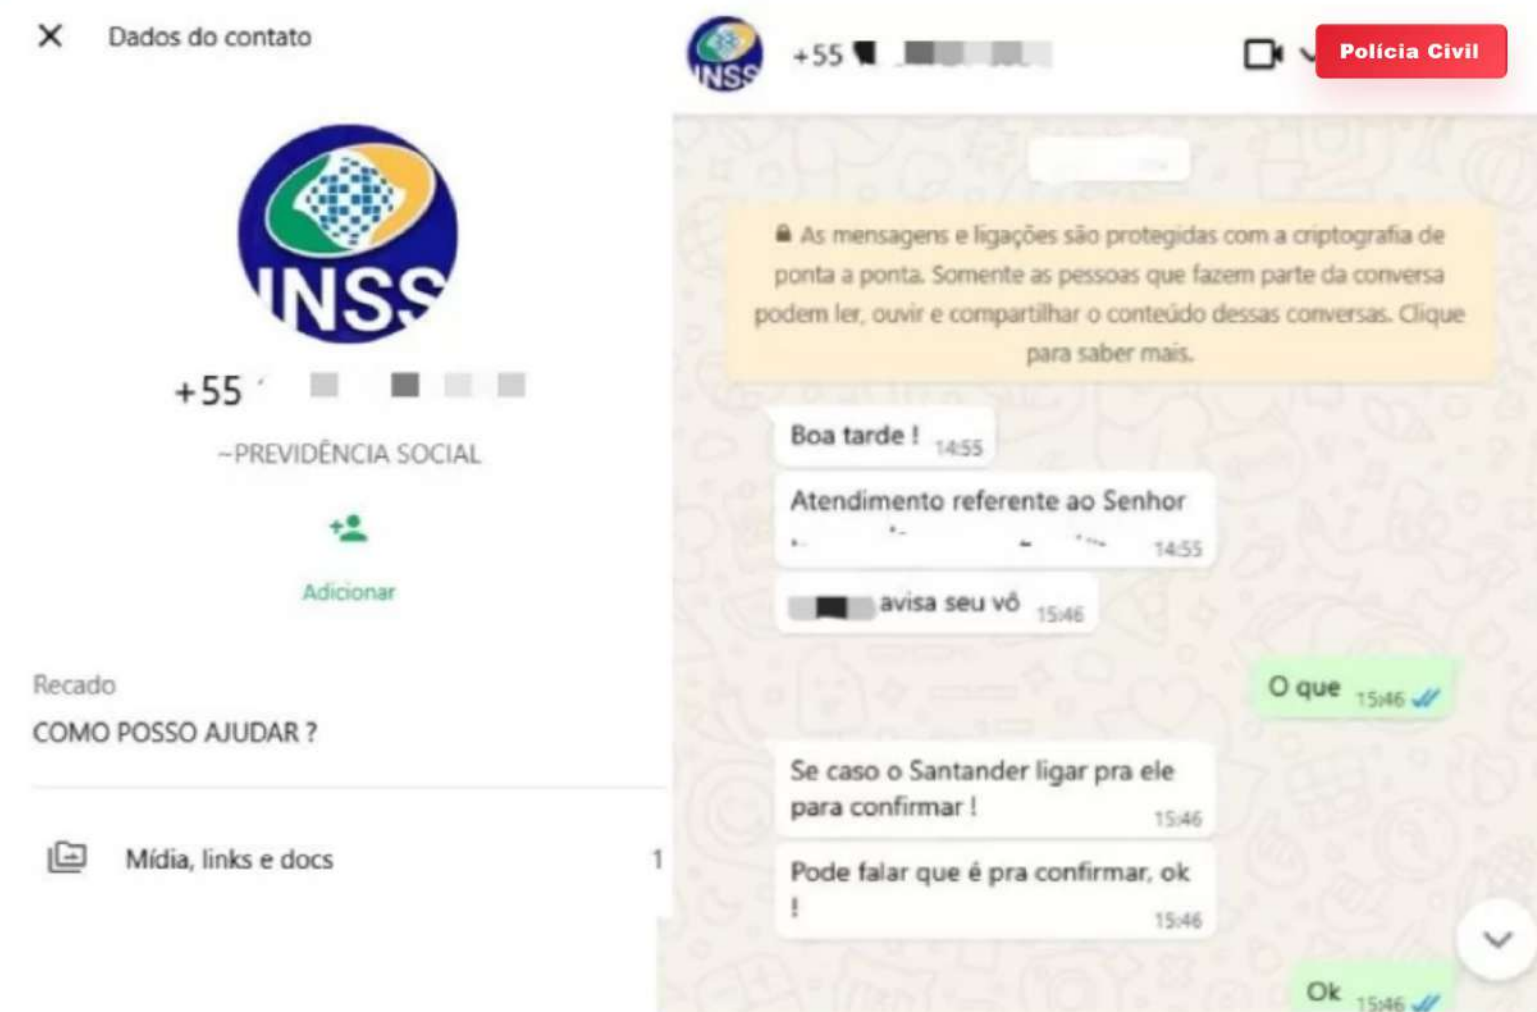 Dados do contato
INSS
+55
~PREVIDÊNCIA SOCIAL
Adicionar
Recado
COMO POSSO AJUDAR ?
Mídia, links e docs 1
INSS
+55
Polícia Civil
As mensagens e ligações são protegidas com a criptografia de
ponta a ponta. Somente as pessoas que fazem parte da conversa
podem ler, ouvir e compartilhar o conteúdo dessas conversas. Clique
para saber mais.
Boa tarde ! 14:55
Atendimento referente ao Senhor
14:55
avisa seu vô 15:46
O que 15:46
Se caso o Santander ligar pra ele
para confirmar ! 15:46
Pode falar que é pra confirmar, ok
! 15:46
Ok 15:46